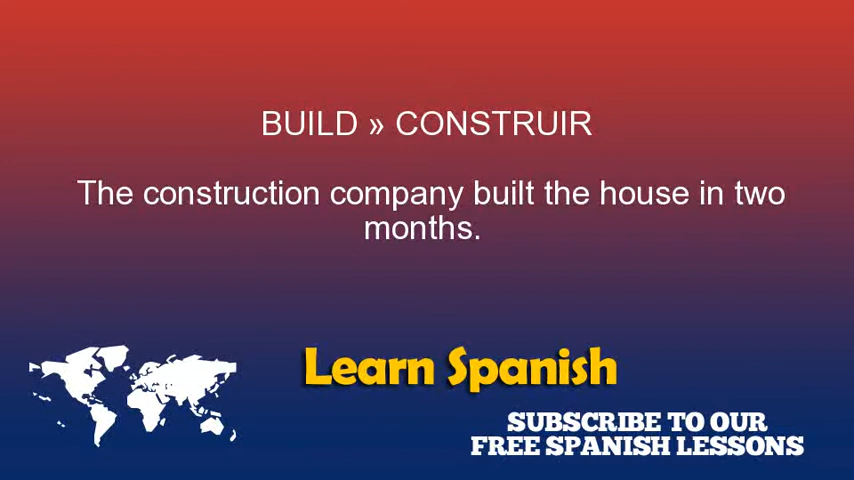 BUILD » CONSTRUIR
The construction company built the house in two
months.
Learn Spanish
SUBSCRIBE TO OUR
FREE SPANISH LESSONS